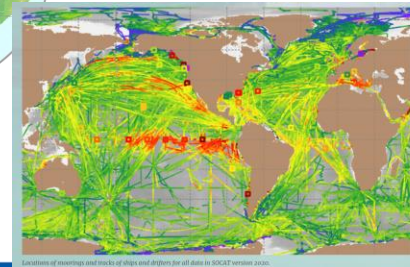 Locations of moorings and tracks of ships and drifters for all data in SOCAT version 2020.